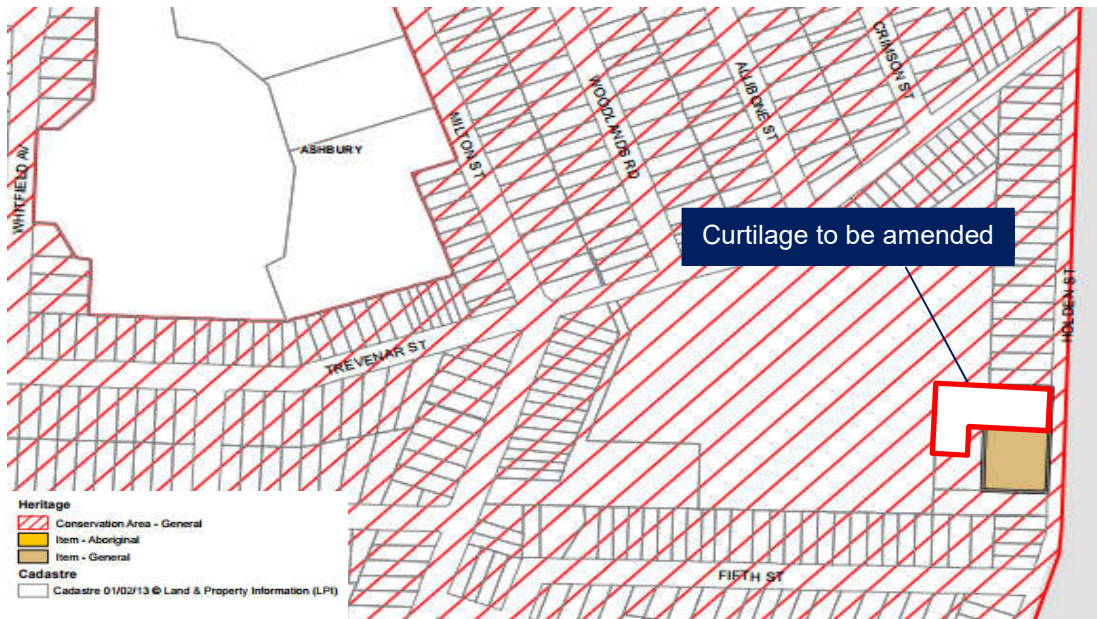 CRIMSON ST
ALLIBONE ST
WOODLANDS RD
MILTON ST
ASHBURY
WHITFIELD AV
Curtilage to be amended
HOLDEN ST
TREVENAR ST
Heritage
Conservation Area - General
Item - Aboriginal
Item - General
Cadastre
Cadastre 01/02/13 © Land & Property Information (LPI)
FIFTH ST